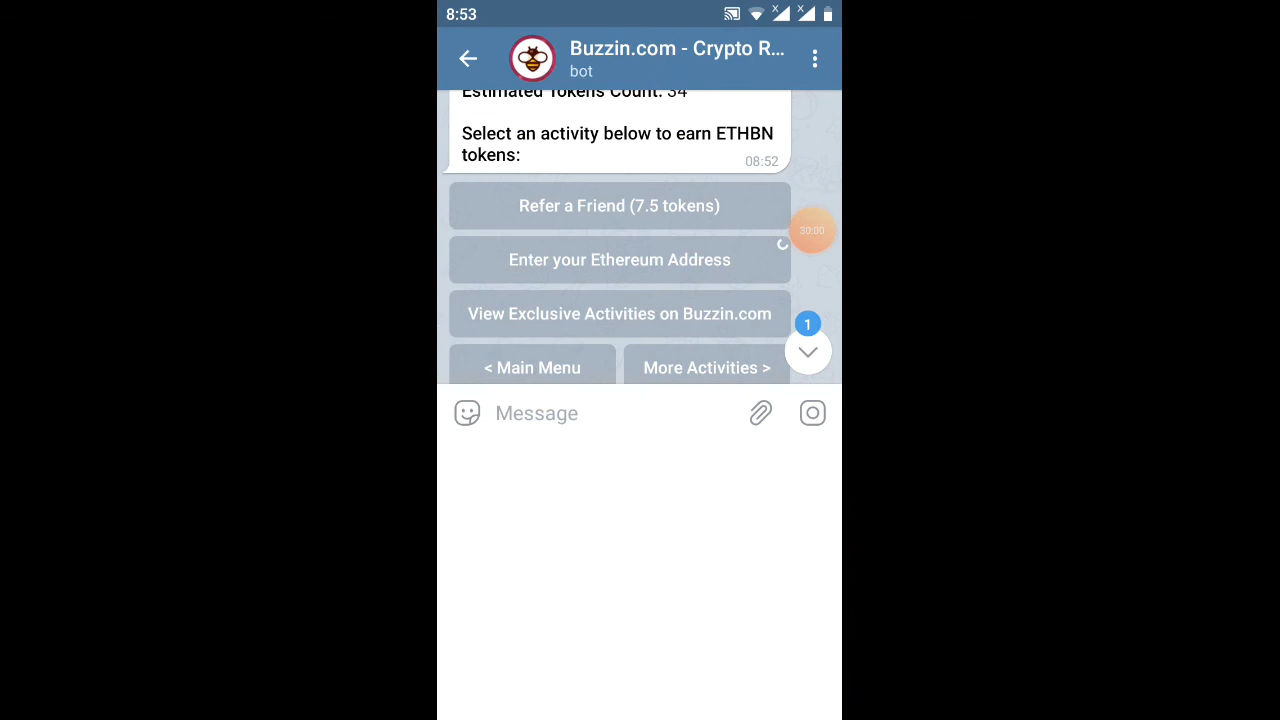 8:53
Buzzin.com - Crypto R...
bot
Estimated Tokens Count: 34
Select an activity below to earn ETHBN
tokens:
08:52
Refer a Friend (7.5 tokens)
30:00
Enter your Ethereum Address
View Exclusive Activities on Buzzin.com
1
< Main Menu
More Activities >
Message